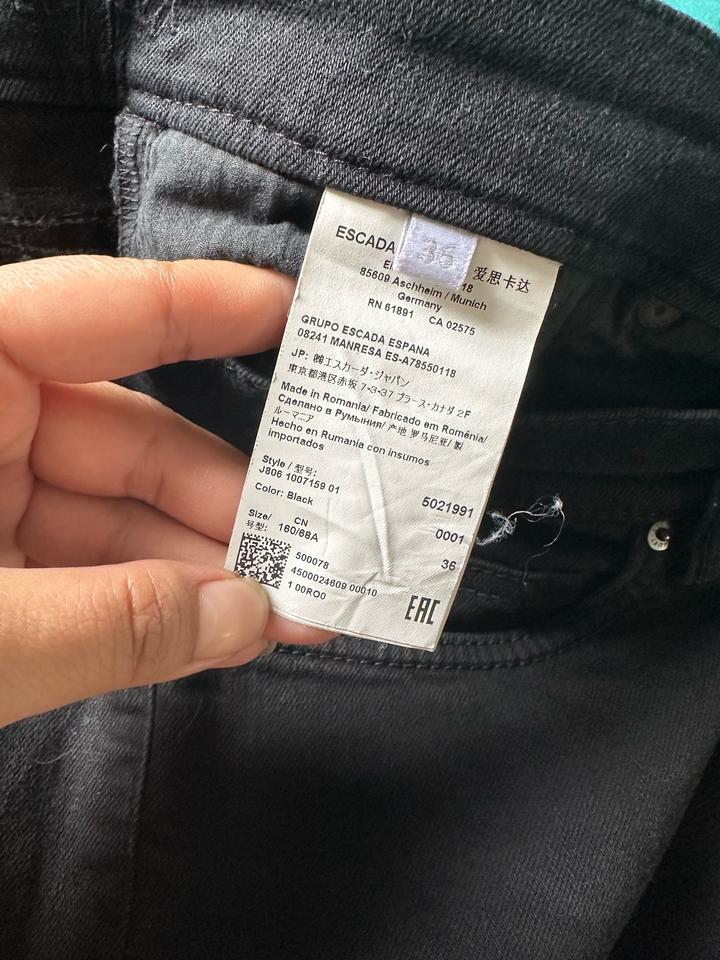 ESCADA
36
爱思卡达
18
85609 Aschheim / Munich
Germany
RN 61891 CA 02575
GRUPO ESCADA ESPANA
08241 MANRESA ES-A78550118
JP: ㈱エスカーダ・ジャパン
東京都港区赤坂 7-3-37 プラース・カナダ 2F
Made in Romania/ Fabricado em Romênia/
Сделано в Румыния/ 产地 罗马尼亚/ 製
ルーマニア
Hecho en Rumania con insumos
importados
Style / 型号:
J806 1007159 01
5021991
Color: Black
0001
Size/ CN
号型: 160/68A
36
500078
4500024609 00010
1 00RO0
EAC